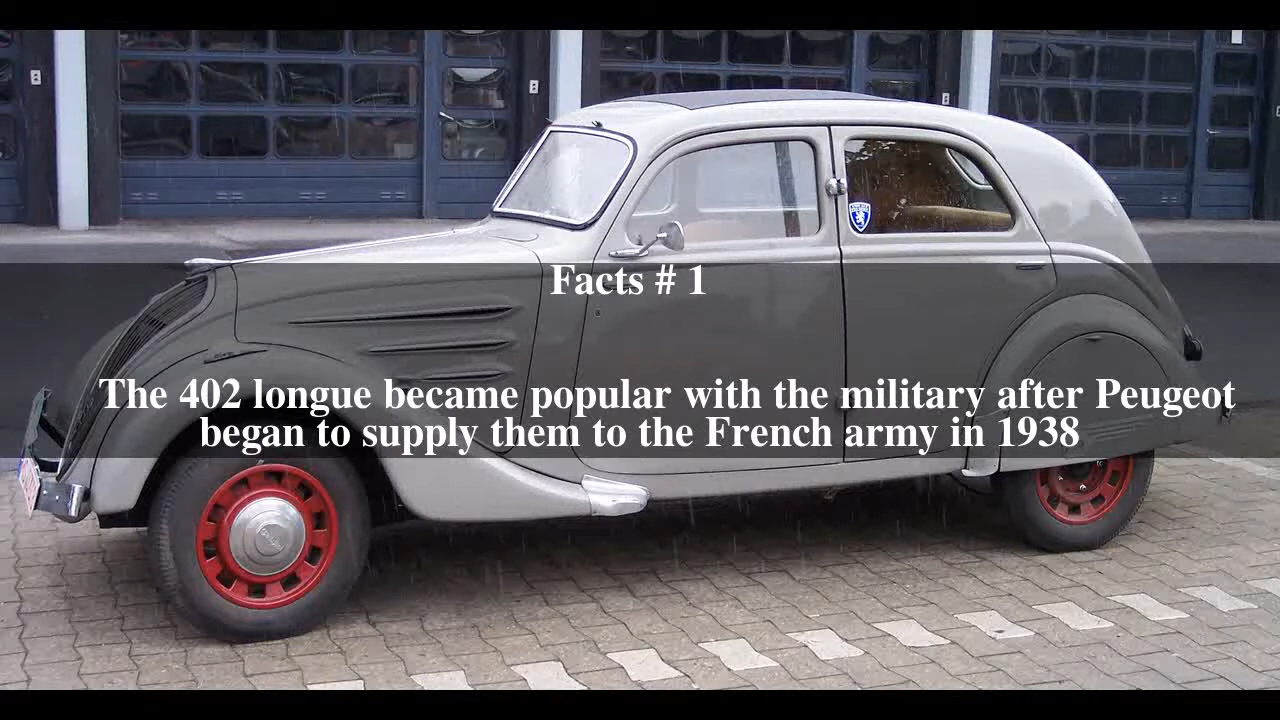 Facts # 1
The 402 longue became popular with the military after Peugeot
began to supply them to the French army in 1938